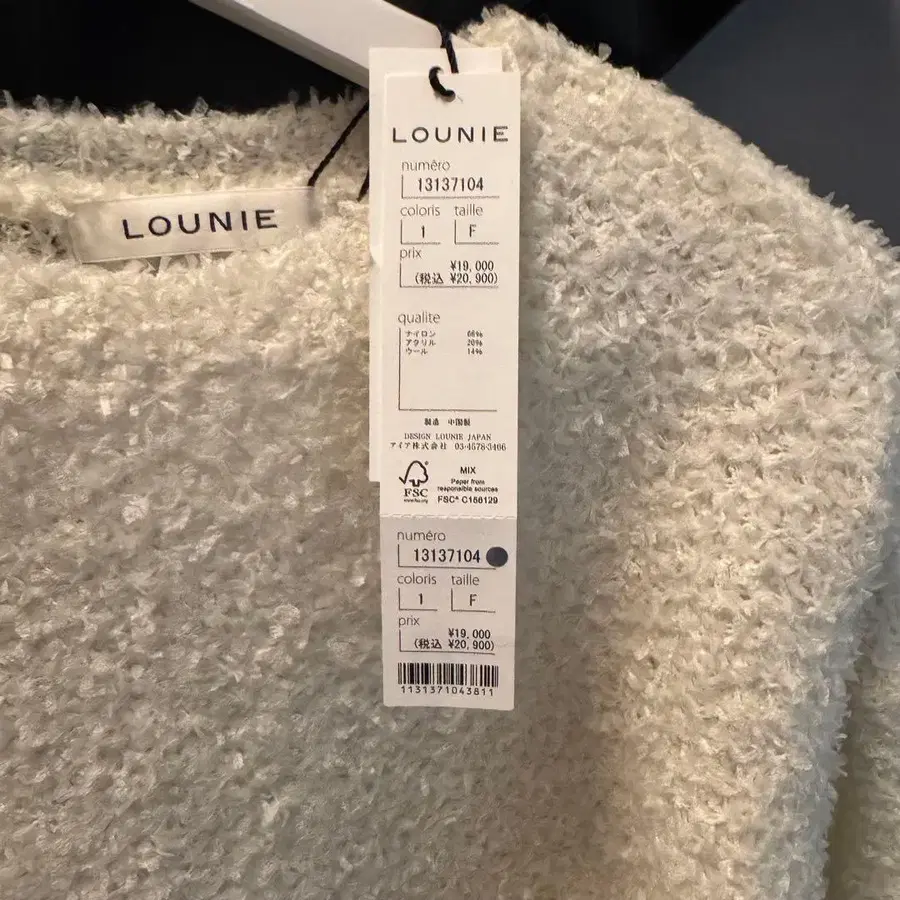 LOUNIE
LOUNIE
numéro
13137104
coloris taille
1 F
prix
¥19,000
(税込 ¥20,900)
qualite
ナイロン 66%
アクリル 20%
ウール 14%
製造 中国製
DESIGN LOUNIE JAPAN
アイア株式会社 03-4578-3466
FSC
www.fsc.org
MIX
Paper from
responsible sources
FSC® C166129
numéro
13137104
coloris taille
1 F
prix
¥19,000
(税込 ¥20,900)
1131371043811